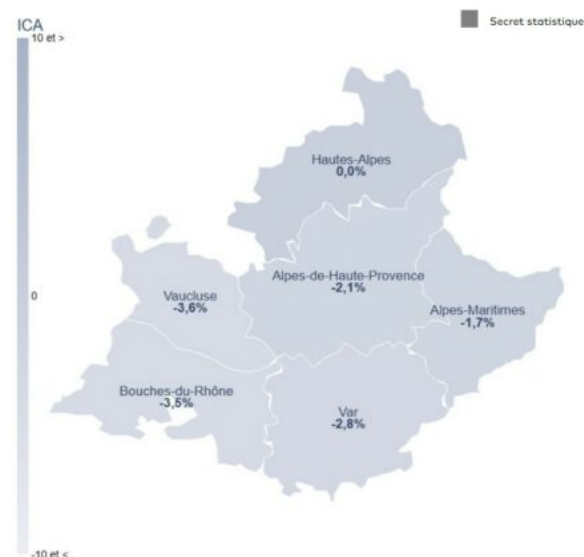 ICA
10 et >
Secret statistique
Hautes-Alpes
0,0%
Alpes-de-Haute-Provence
-2,1%
Vaucluse
-3,6%
0
Alpes-Maritimes
-1,7%
Bouches-du-Rhône
-3,5%
Var
-2,8%
-10 et <